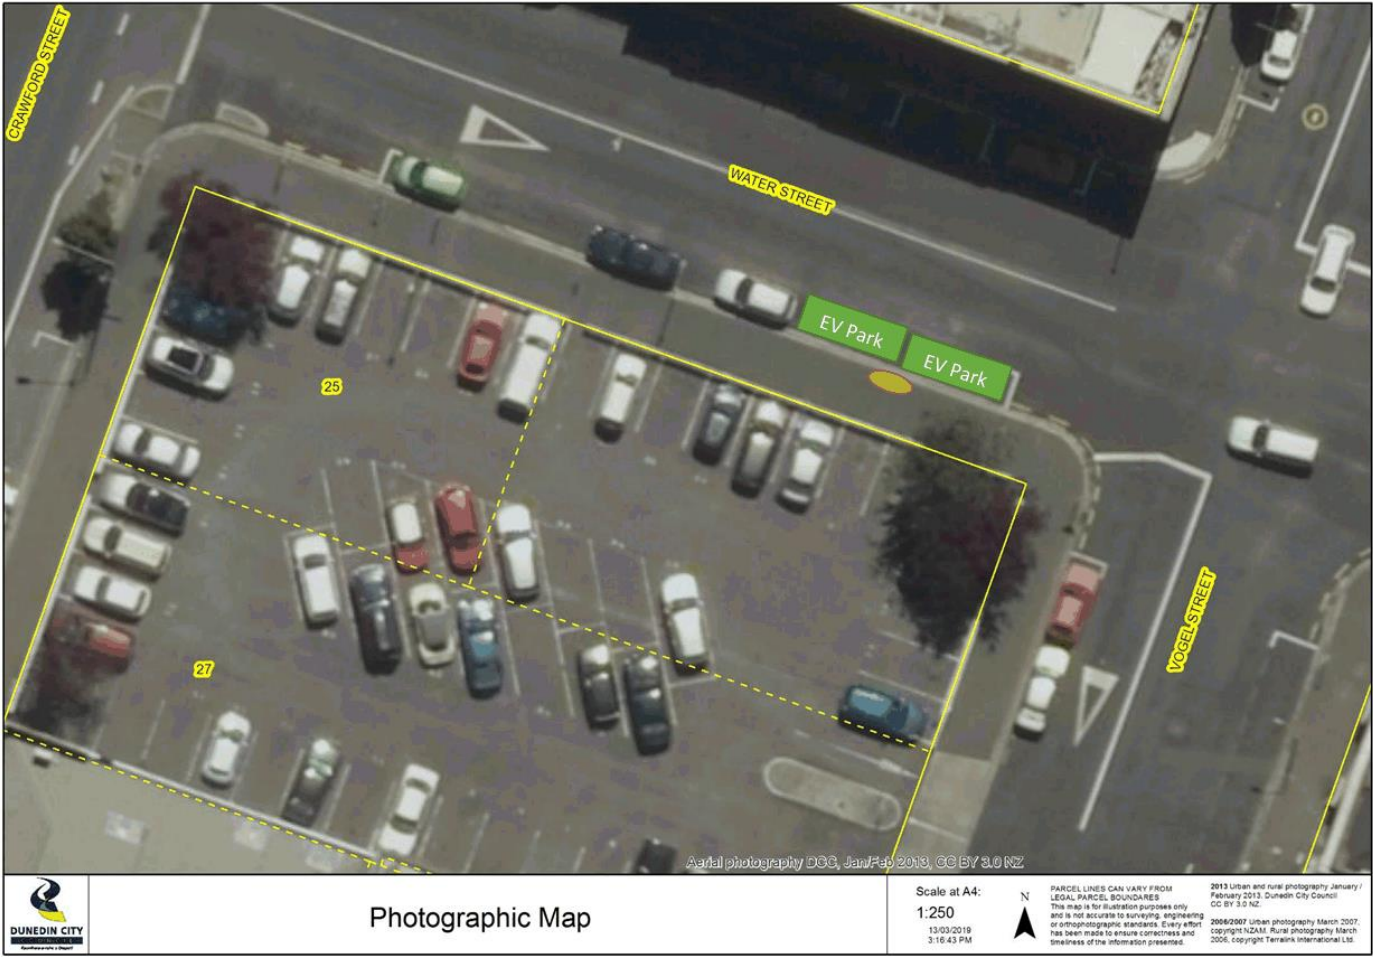 CRAWFORD STREET
WATER STREET
EV Park
EV Park
25
27
VOGEL STREET
Aerial photography DCC, Jan/Feb 2013, CC BY 3.0 NZ
DUNEDIN CITY
Photographic Map
Scale at A4:
1:250
13/03/2019
3:16:43 PM
N
PARCEL LINES CAN VARY FROM
LEGAL PARCEL BOUNDARIES
This map is for illustration purposes only
and is not accurate to surveying, engineering
or orthophotographic standards. Every effort
has been made to ensure correctness and
timeliness of the information presented.
2013 Urban and rural photography January /
February 2013, Dunedin City Council
CC BY 3.0 NZ.
2006/2007 Urban photography March 2007,
copyright NZAM, Rural photography March
2006, copyright Terralink International Ltd.